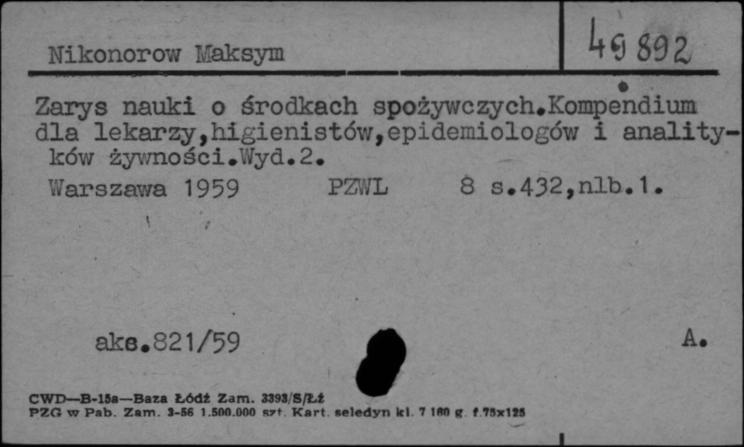 49892
Nikonorow Maksym
Zarys nauki o środkach spożywczych.Kompendium
dla lekarzy,higienistów,epidemiologów i anality-
ków żywności.Wyd.2.
Warszawa 1959 PZWL 8 s.432,nlb.1.
akc.821/59 A.
CWD—B-15a—Baza Łódź Zam. 3393/S/Łź
PZG w Pab. Zam. 3-56 1.500.000 szt. Kart. seledyn kl. 7 180 g. f.75x125